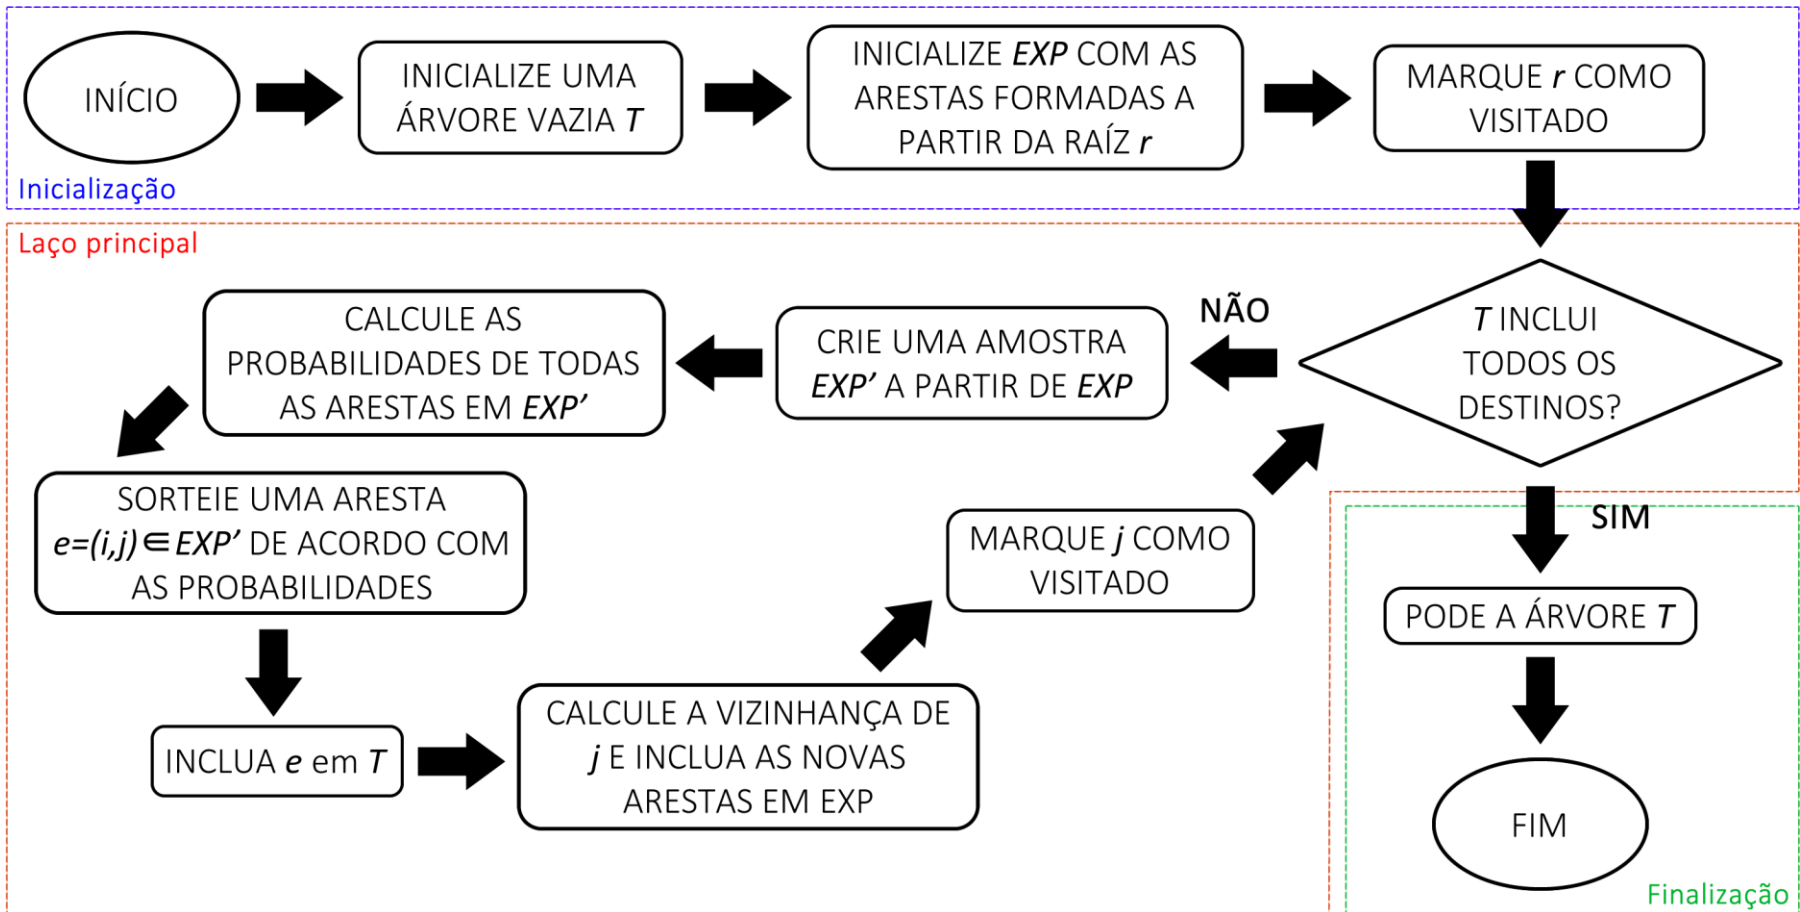 INÍCIO
INICIALIZE UMA
ÁRVORE VAZIA T
INICIALIZE EXP COM AS
ARESTAS FORMADAS A
PARTIR DA RAÍZ r
MARQUE r COMO
VISITADO
Inicialização
Laço principal
T INCLUI
TODOS OS
DESTINOS?
NÃO
CRIE UMA AMOSTRA
EXP’ A PARTIR DE EXP
CALCULE AS
PROBABILIDADES DE TODAS
AS ARESTAS EM EXP’
SORTEIE UMA ARESTA
e=(i,j)∈EXP’ DE ACORDO COM
AS PROBABILIDADES
INCLUA e em T
CALCULE A VIZINHANÇA DE
j E INCLUA AS NOVAS
ARESTAS EM EXP
MARQUE j COMO
VISITADO
SIM
PODE A ÁRVORE T
FIM
Finalização